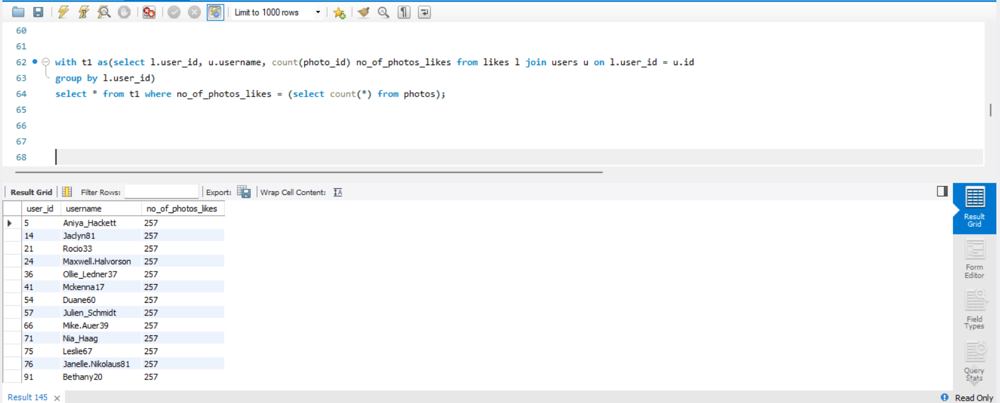 Limit to 1000 rows
60
61
62 with t1 as(select l.user_id, u.username, count(photo_id) no_of_photos_likes from likes l join users u on l.user_id = u.id
63 group by l.user_id)
64 select * from t1 where no_of_photos_likes = (select count(*) from photos);
65
66
67
68
Result Grid Filter Rows: Export: Wrap Cell Content:
user_id username no_of_photos_likes
5 Aniya_Hackett 257
14 Jaclyn81 257
21 Rocio33 257
24 Maxwell.Halvorson 257
36 Ollie_Ledner37 257
41 Mckenna17 257
54 Duane60 257
57 Julien_Schmidt 257
66 Mike.Auer39 257
71 Nia_Haag 257
75 Leslie67 257
76 Janelle.Nikolaus81 257
91 Bethany20 257
Result
Grid
Form
Editor
Field
Types
Query
Stats
Result 145
Read Only